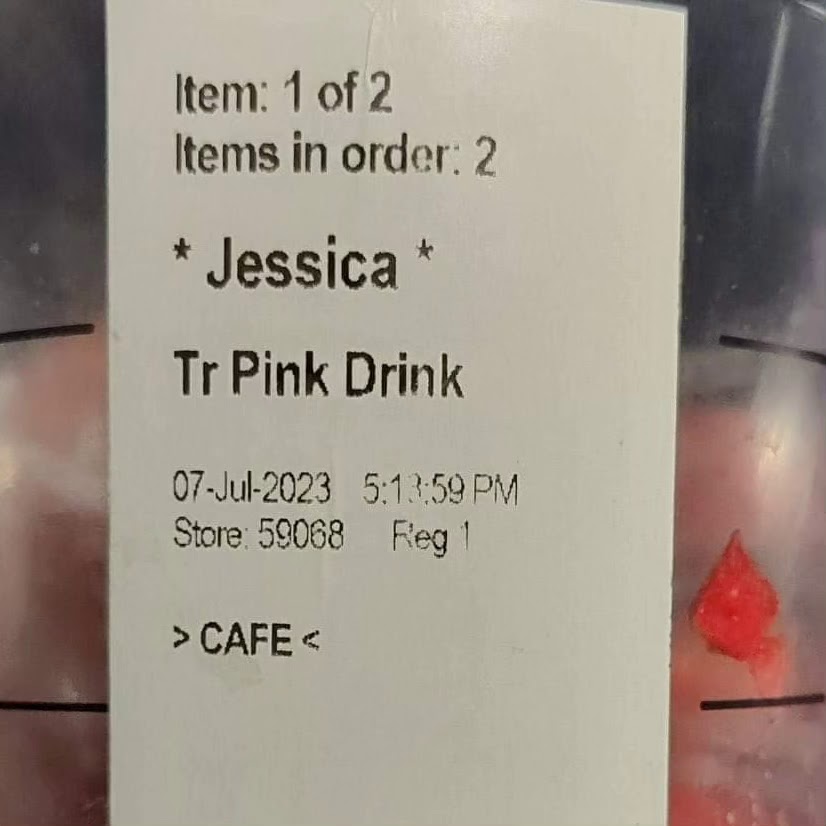 Item: 1 of 2
Items in order: 2
* Jessica *
Tr Pink Drink
07-Jul-2023 5:13:59 PM
Store: 59068 Reg 1
> CAFE <